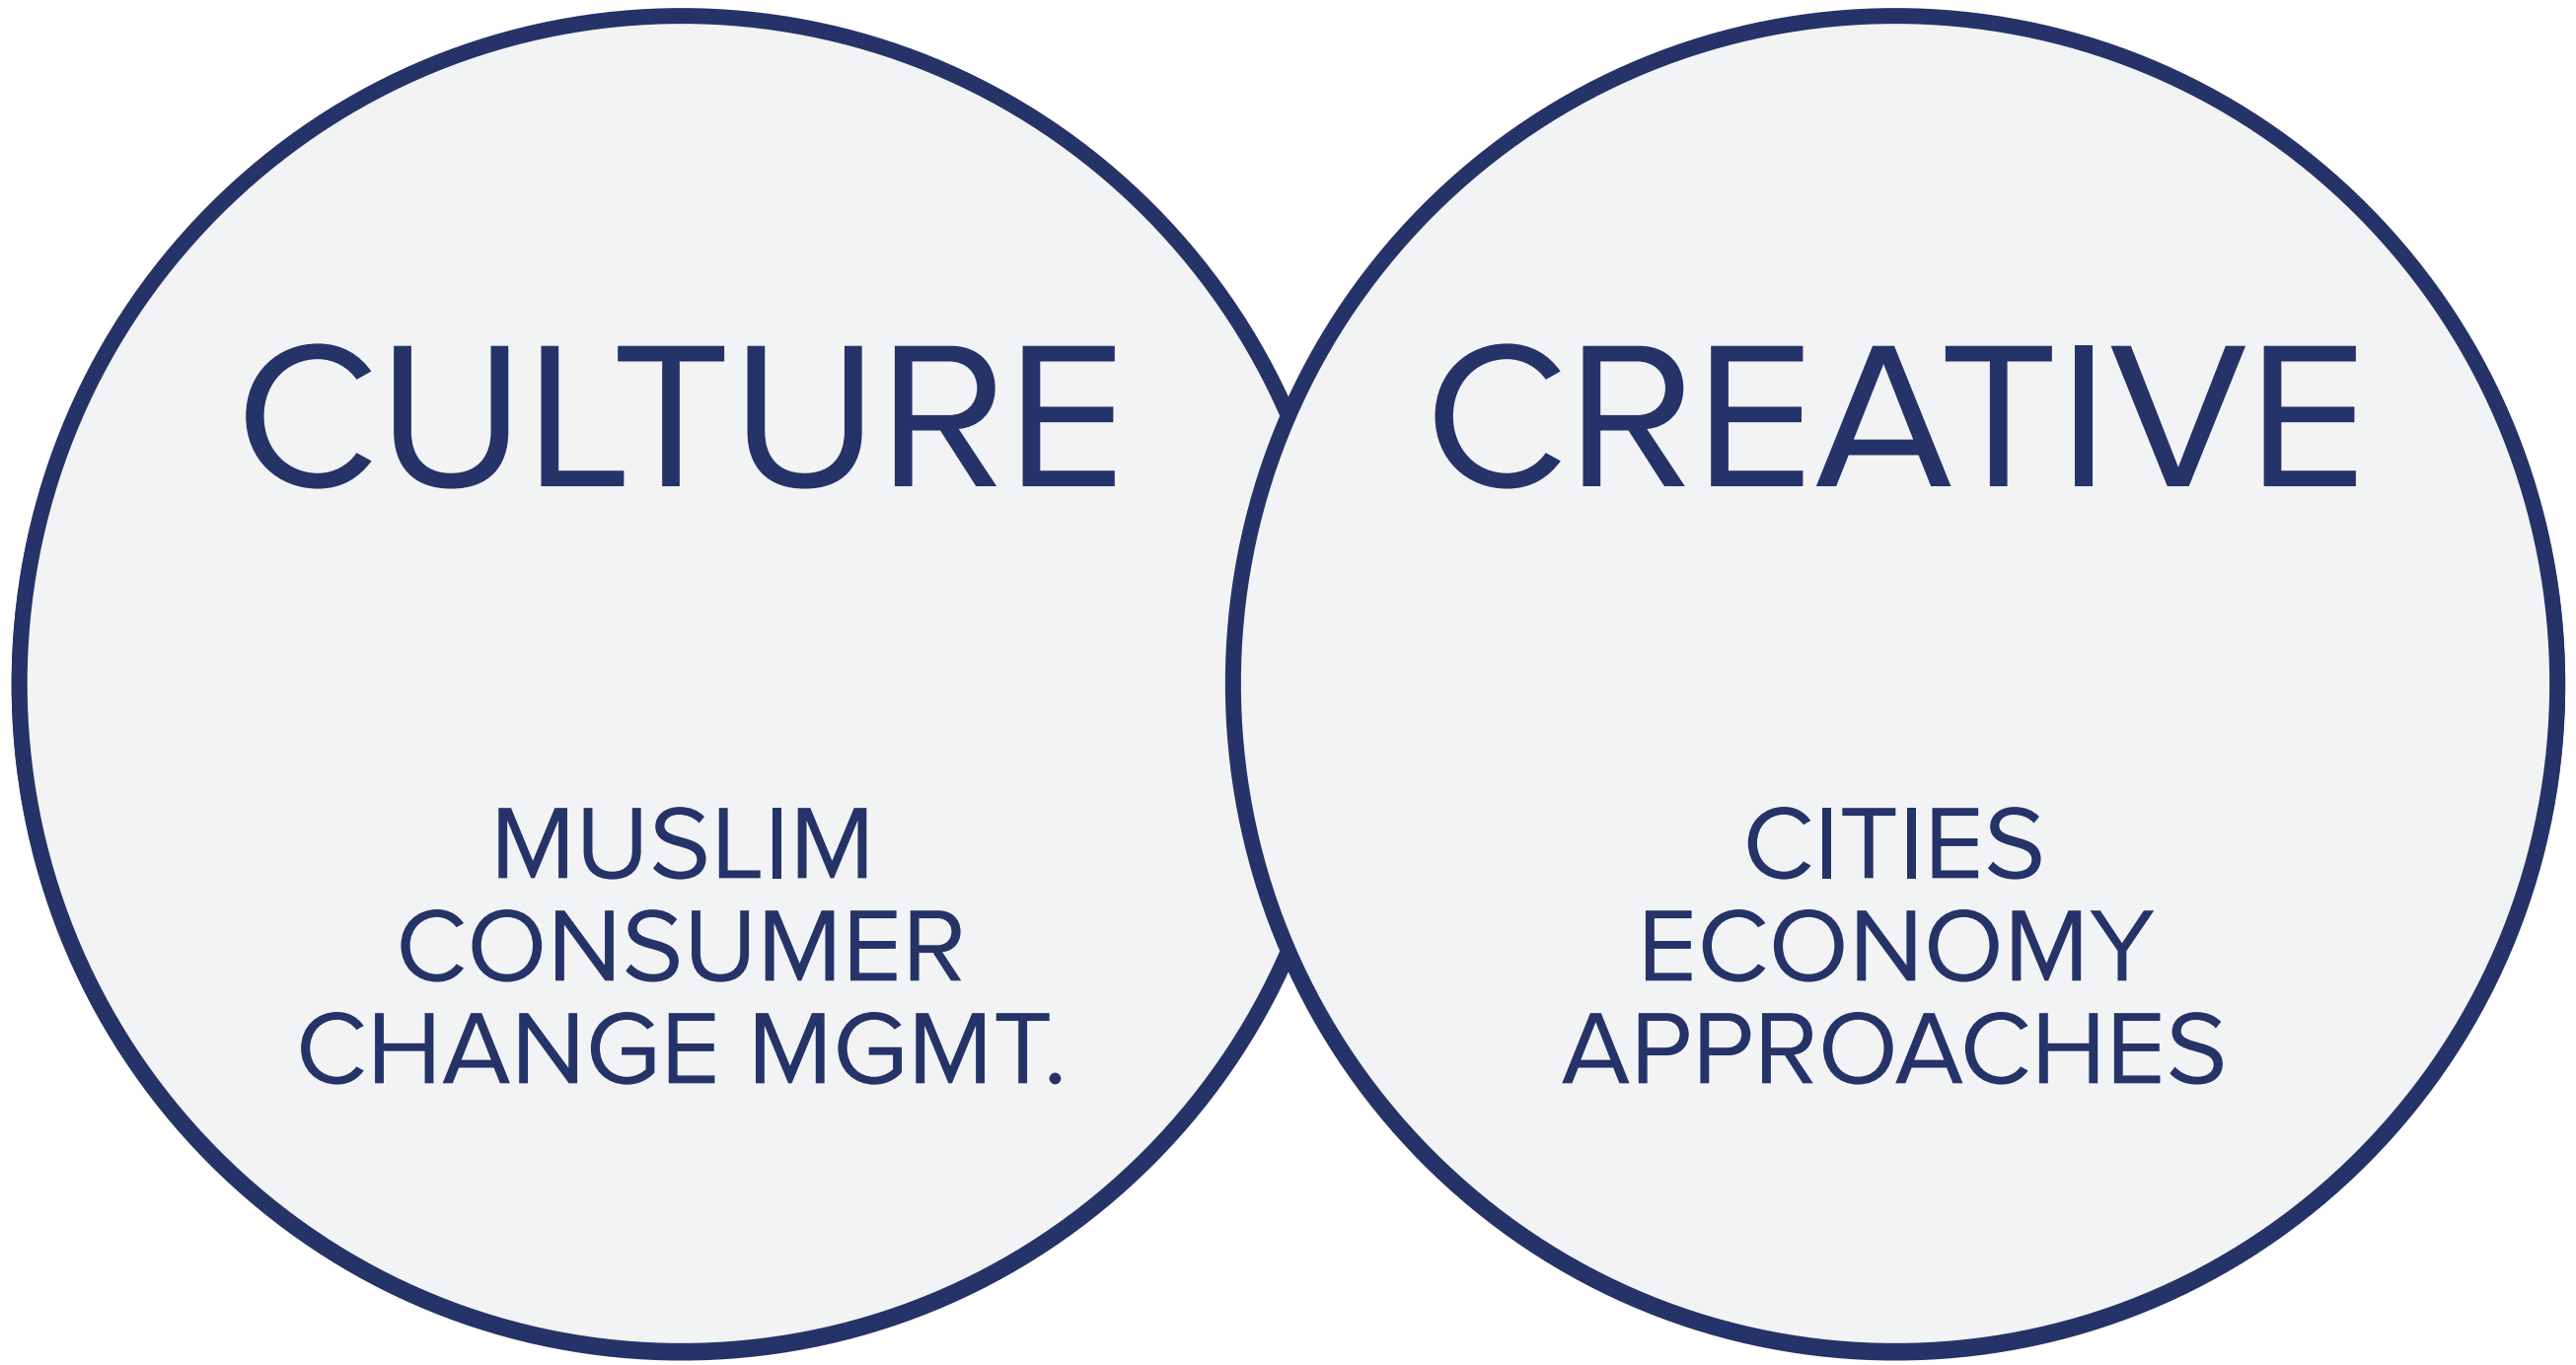 CULTURE
MUSLIM
CONSUMER
CHANGE MGMT.
CREATIVE
CITIES
ECONOMY
APPROACHES